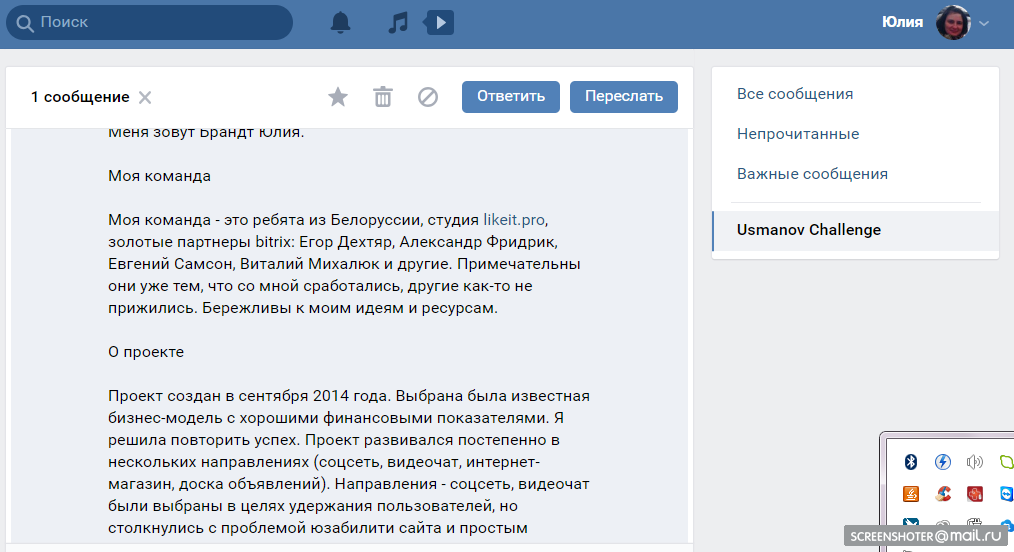 Поиск
Юлия
1 сообщение
Ответить
Переслать
Меня зовут Брандт Юлия.
Моя команда
Моя команда - это ребята из Белоруссии, студия likeit.pro,
золотые партнеры bitrix: Егор Дехтяр, Александр Фридрик,
Евгений Самсон, Виталий Михалюк и другие. Примечательны
они уже тем, что со мной сработались, другие как-то не
прижились. Бережливы к моим идеям и ресурсам.
О проекте
Проект создан в сентября 2014 года. Выбрана была известная
бизнес-модель с хорошими финансовыми показателями. Я
решила повторить успех. Проект развивался постепенно в
нескольких направлениях (соцсеть, видеочат, интернет-
магазин, доска объявлений). Направления - соцсеть, видеочат
были выбраны в целях удержания пользователей, но
столкнулись с проблемой юзабилити сайта и простым
Все сообщения
Непрочитанные
Важные сообщения
Usmanov Challenge
SCREENSHOTER@mail.ru